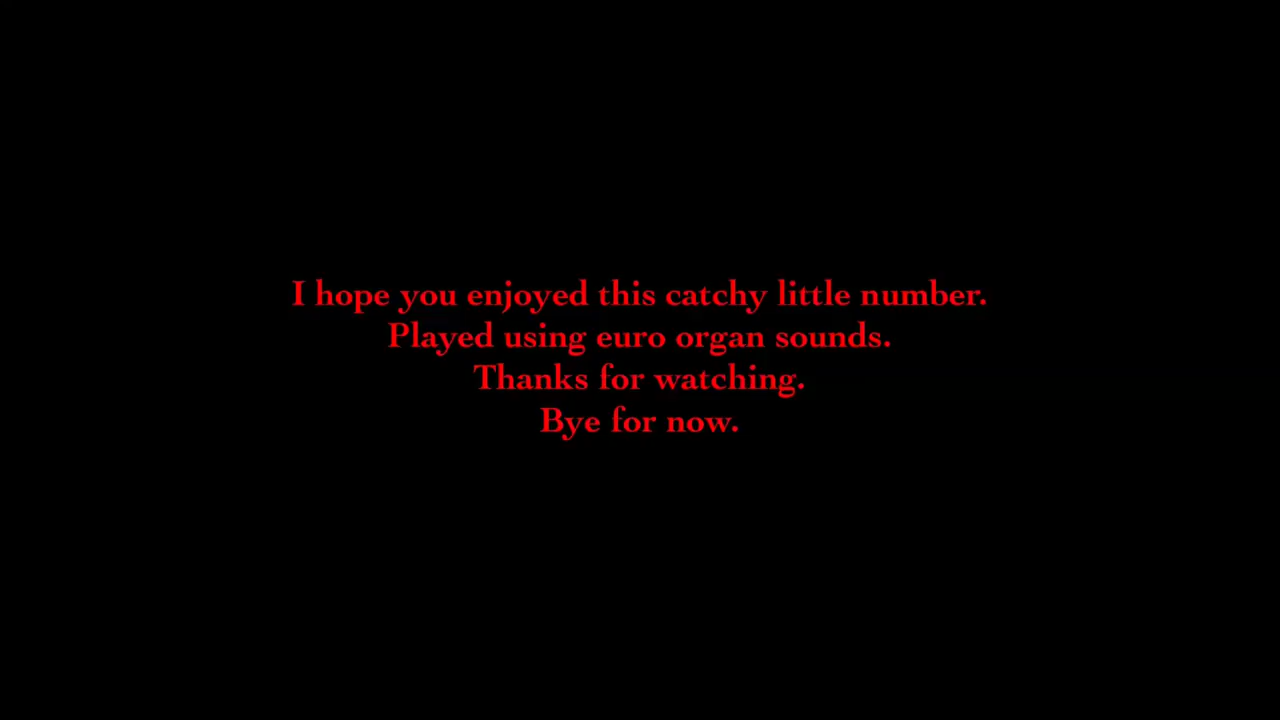 I hope you enjoyed this catchy little number.
Played using euro organ sounds.
Thanks for watching.
Bye for now.